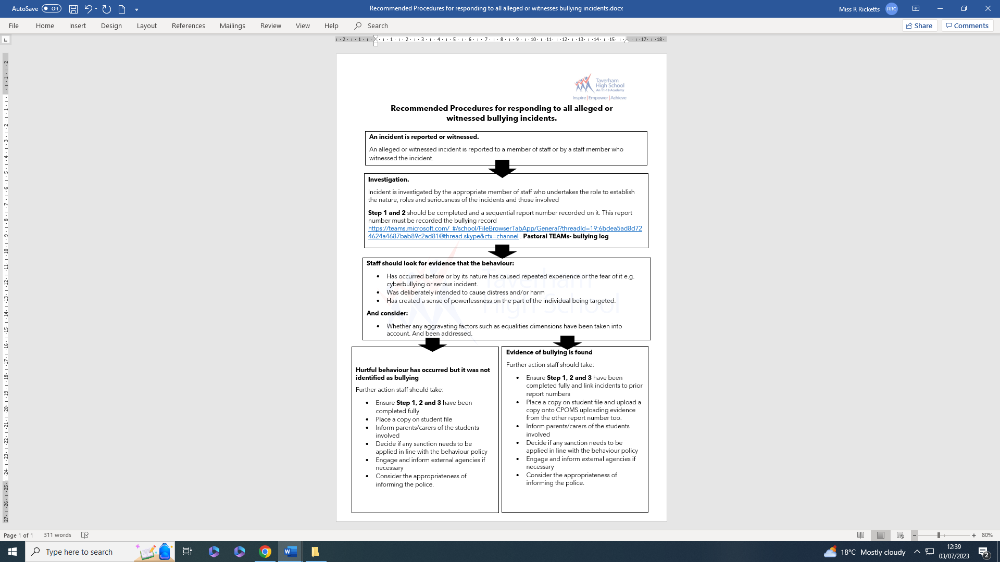 AutoSave Off
Recommended Procedures for responding to all alleged or witnesses bullying incidents.docx
Miss R Ricketts RRC
File Home Insert Design Layout References Mailings Review View Help Search
Share Comments
Taverham
High School
An 11-18 Academy
Inspire|Empower|Achieve
Recommended Procedures for responding to all alleged or
witnessed bullying incidents.
An incident is reported or witnessed.
An alleged or witnessed incident is reported to a member of staff or by a staff member who
witnessed the incident.
Investigation.
Incident is investigated by the appropriate member of staff who undertakes the role to establish
the nature, roles and seriousness of the incidents and those involved
Step 1 and 2 should be completed and a sequential report number recorded on it. This report
number must be recorded the bullying record
https://teams.microsoft.com/_#/school/FileBrowserTabApp/General?threadId=19:6bdea5ad8d72
4624a4687bab89c2ad81@thread.skype&ctx=channel . Pastoral TEAMs- bullying log
Staff should look for evidence that the behaviour:
• Has occurred before or by its nature has caused repeated experience or the fear of it e.g.
cyberbullying or serous incident.
• Was deliberately intended to cause distress and/or harm
• Has created a sense of powerlessness on the part of the individual being targeted.
And consider:
• Whether any aggravating factors such as equalities dimensions have been taken into
account. And been addressed.
Taverham
High School
Hurtful behaviour has occurred but it was not
identified as bullying
Further action staff should take:
• Ensure Step 1, 2 and 3 have been
completed fully
• Place a copy on student file
• Inform parents/carers of the students
involved
• Decide if any sanction needs to be
applied in line with the behaviour policy
• Engage and inform external agencies if
necessary
• Consider the appropriateness of
informing the police.
Evidence of bullying is found
Further action staff should take:
• Ensure Step 1, 2 and 3 have been
completed fully and link incidents to prior
report numbers
• Place a copy on student file and upload a
copy onto CPOMS uploading evidence
from the other report number too.
• Inform parents/carers of the students
involved
• Decide if any sanction needs to be
applied in line with the behaviour policy
• Engage and inform external agencies if
necessary
• Consider the appropriateness of
informing the police.
Page 1 of 1 311 words
80%
Type here to search
18°C Mostly cloudy
12:39
03/07/2023
2